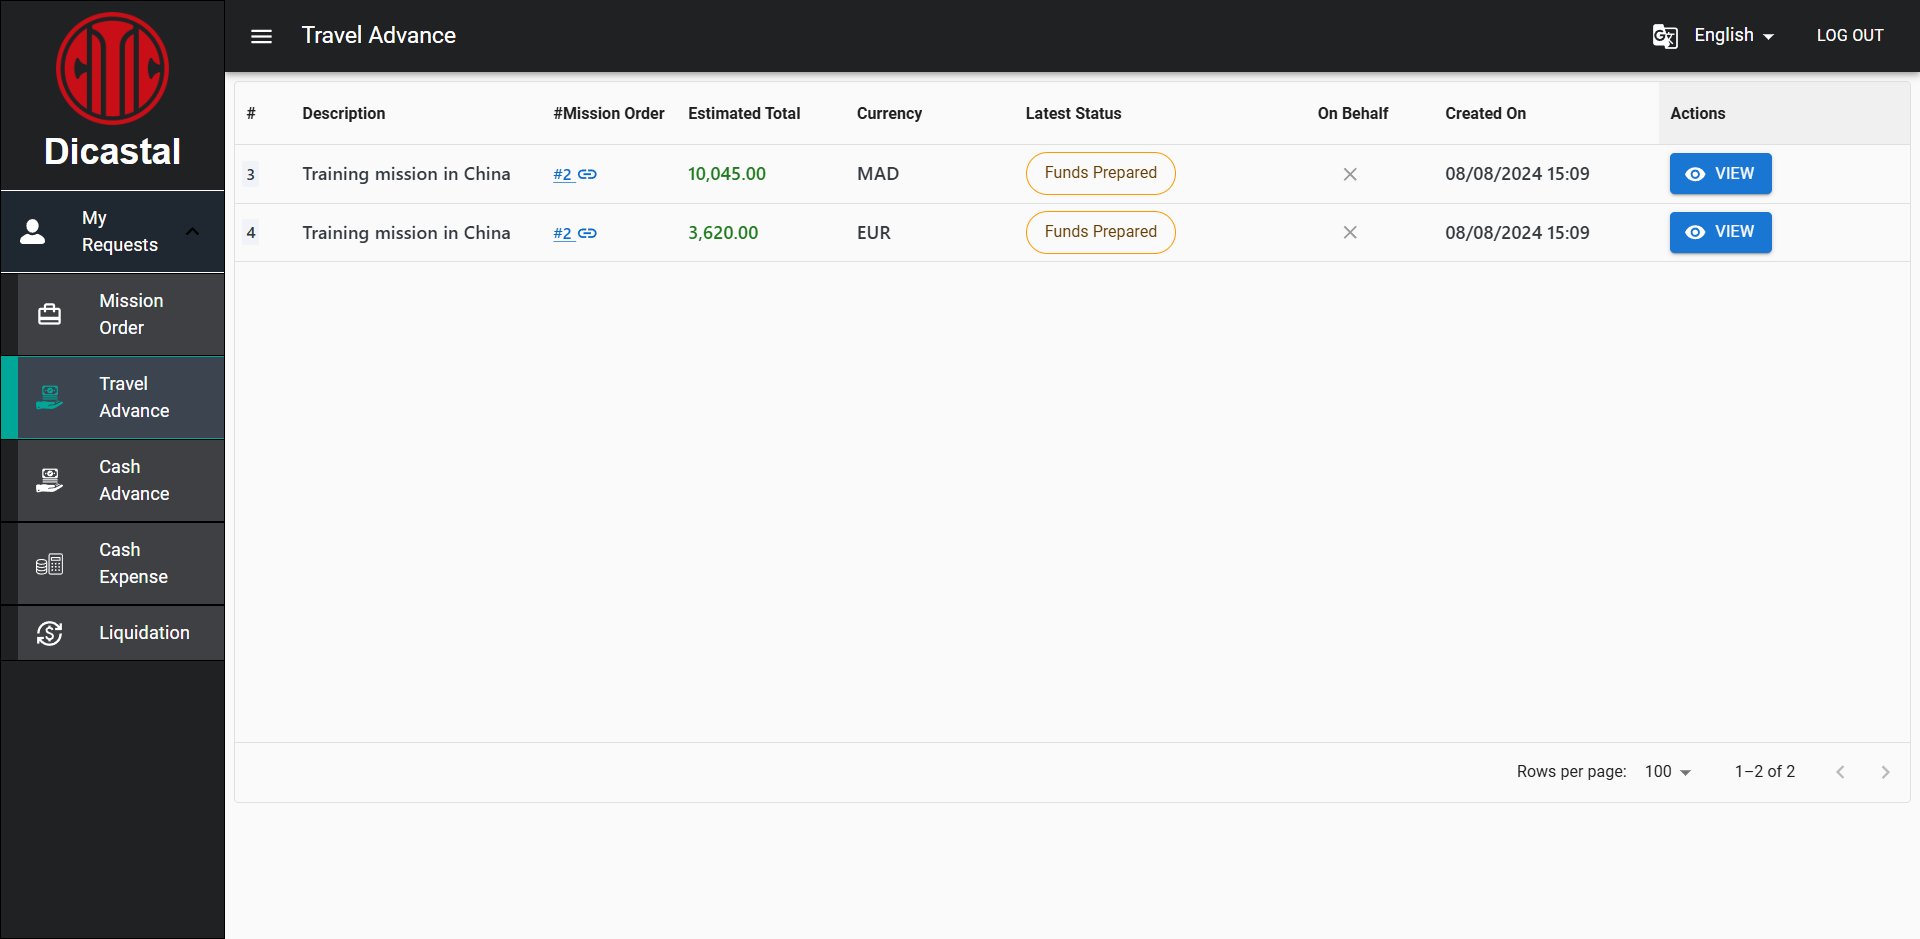 Dicastal
My
Requests
Mission
Order
Travel
Advance
Cash
Advance
Cash
Expense
Liquidation
Travel Advance
English
LOG OUT
# Description #Mission Order Estimated Total Currency Latest Status On Behalf Created On Actions
3 Training mission in China #2 10,045.00 MAD Funds Prepared 08/08/2024 15:09 VIEW
4 Training mission in China #2 3,620.00 EUR Funds Prepared 08/08/2024 15:09 VIEW
Rows per page: 100 1–2 of 2